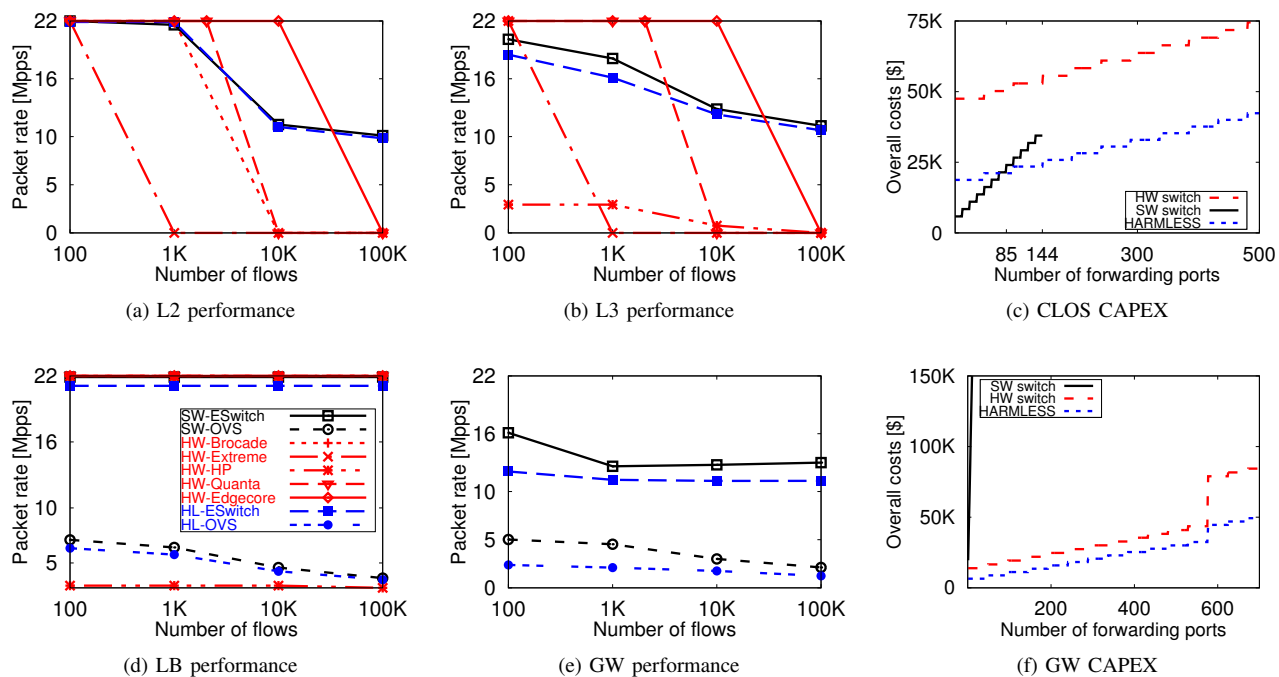 Packet rate [Mpps]
22
16
10
5
0
100
1K
10K
100K
Number of flows
(a) L2 performance
Packet rate [Mpps]
22
16
10
5
0
100
1K
10K
100K
Number of flows
(b) L3 performance
Overall costs [$]
75K
50K
25K
0
HW switch
SW switch
HARMLESS
85 144
300
500
Number of forwarding ports
(c) CLOS CAPEX
Packet rate [Mpps]
22
16
10
5
SW-ESwitch
SW-OVS
HW-Brocade
HW-Extreme
HW-HP
HW-Quanta
HW-Edgecore
HL-ESwitch
HL-OVS
100
1K
10K
100K
Number of flows
(d) LB performance
Packet rate [Mpps]
22
16
10
5
0
100
1K
10K
100K
Number of flows
(e) GW performance
Overall costs [$]
150K
100K
50K
0
SW switch
HW switch
HARMLESS
200
400
600
Number of forwarding ports
(f) GW CAPEX